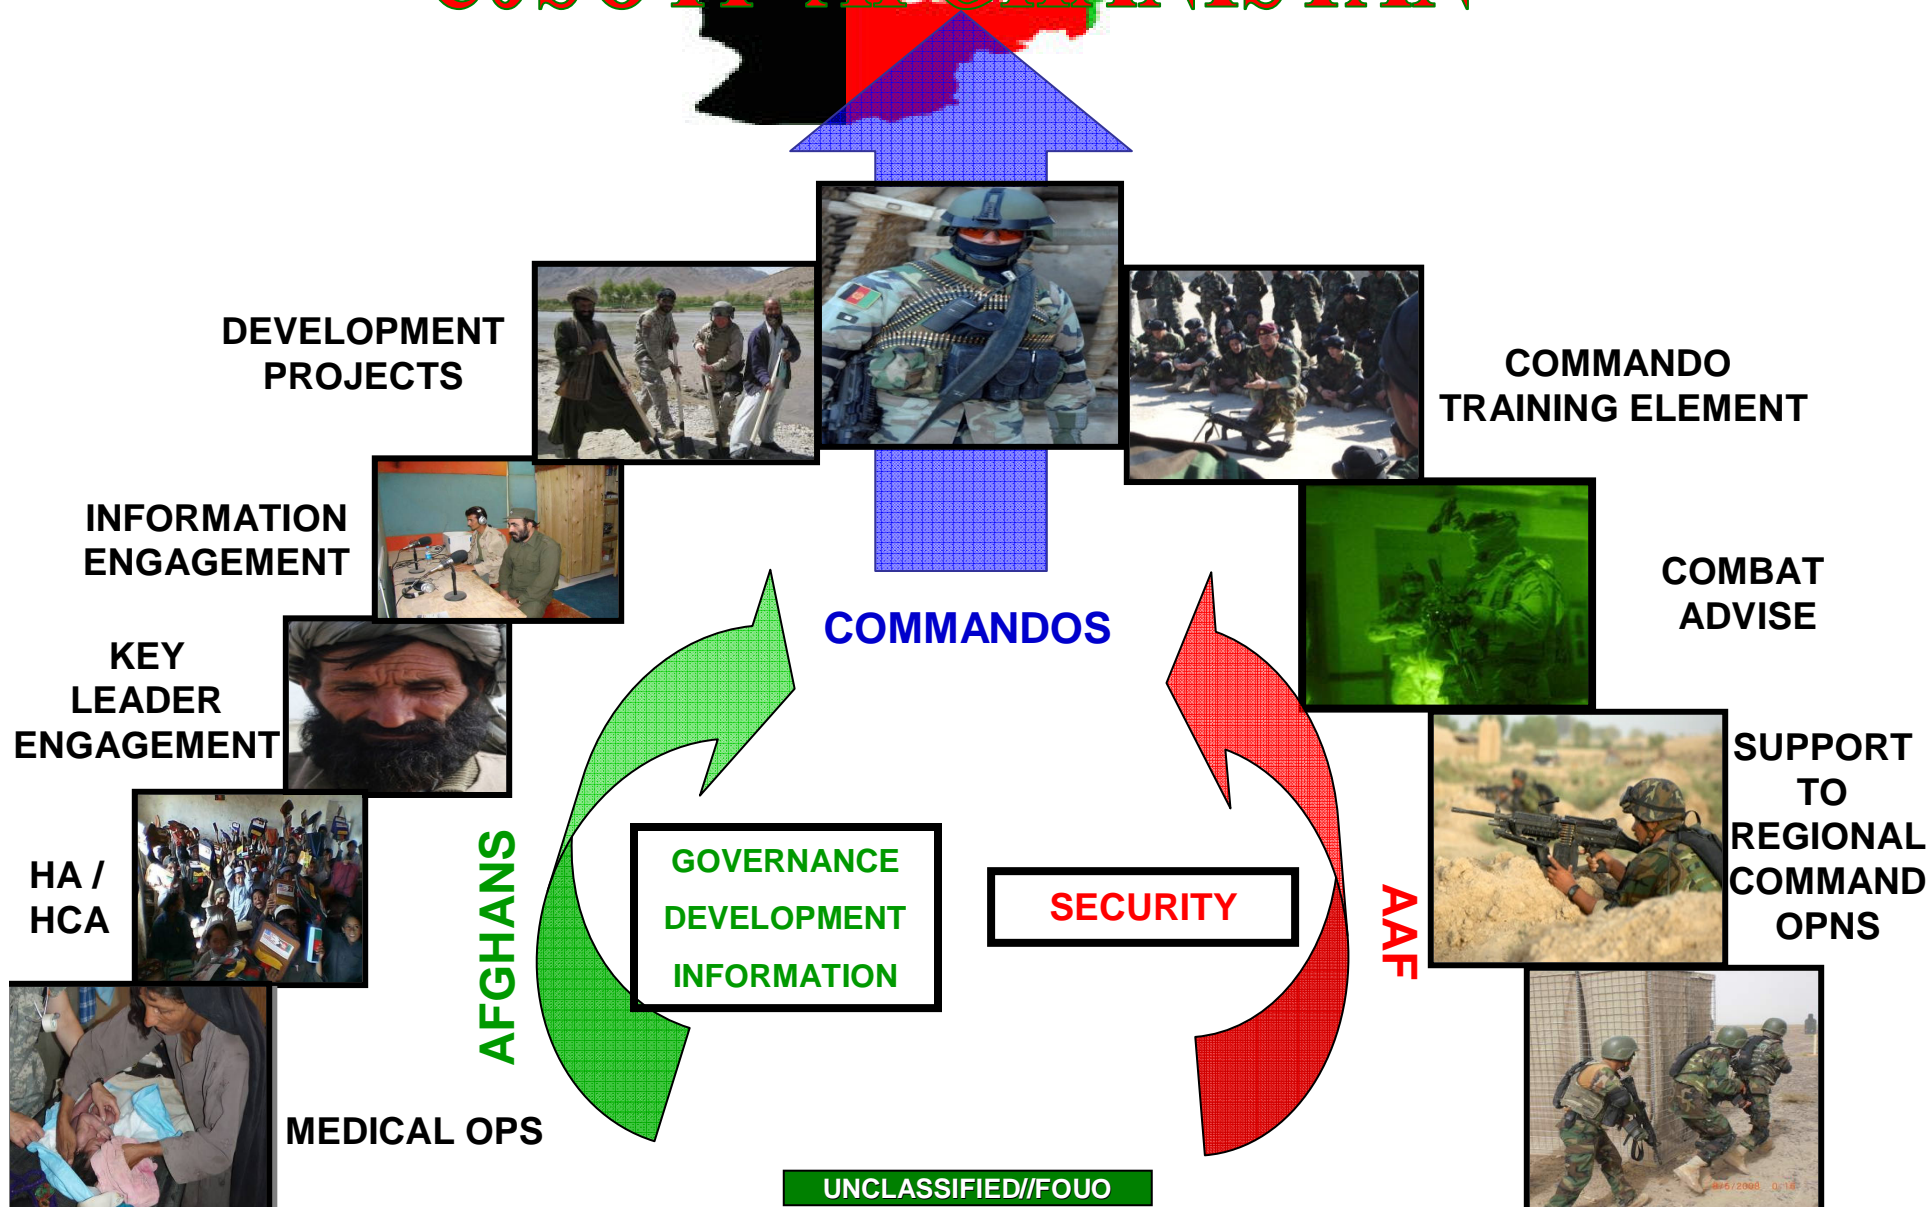 DEVELOPMENT
PROJECTS
COMMANDO
TRAINING ELEMENT
INFORMATION
ENGAGEMENT
COMBAT
ADVISE
COMMANDOS
KEY
LEADER
ENGAGEMENT
SUPPORT
TO
REGIONAL
COMMAND
OPNS
HA /
HCA
AFGHANS
GOVERNANCE
DEVELOPMENT
INFORMATION
SECURITY
AAF
MEDICAL OPS
UNCLASSIFIED//FOUO